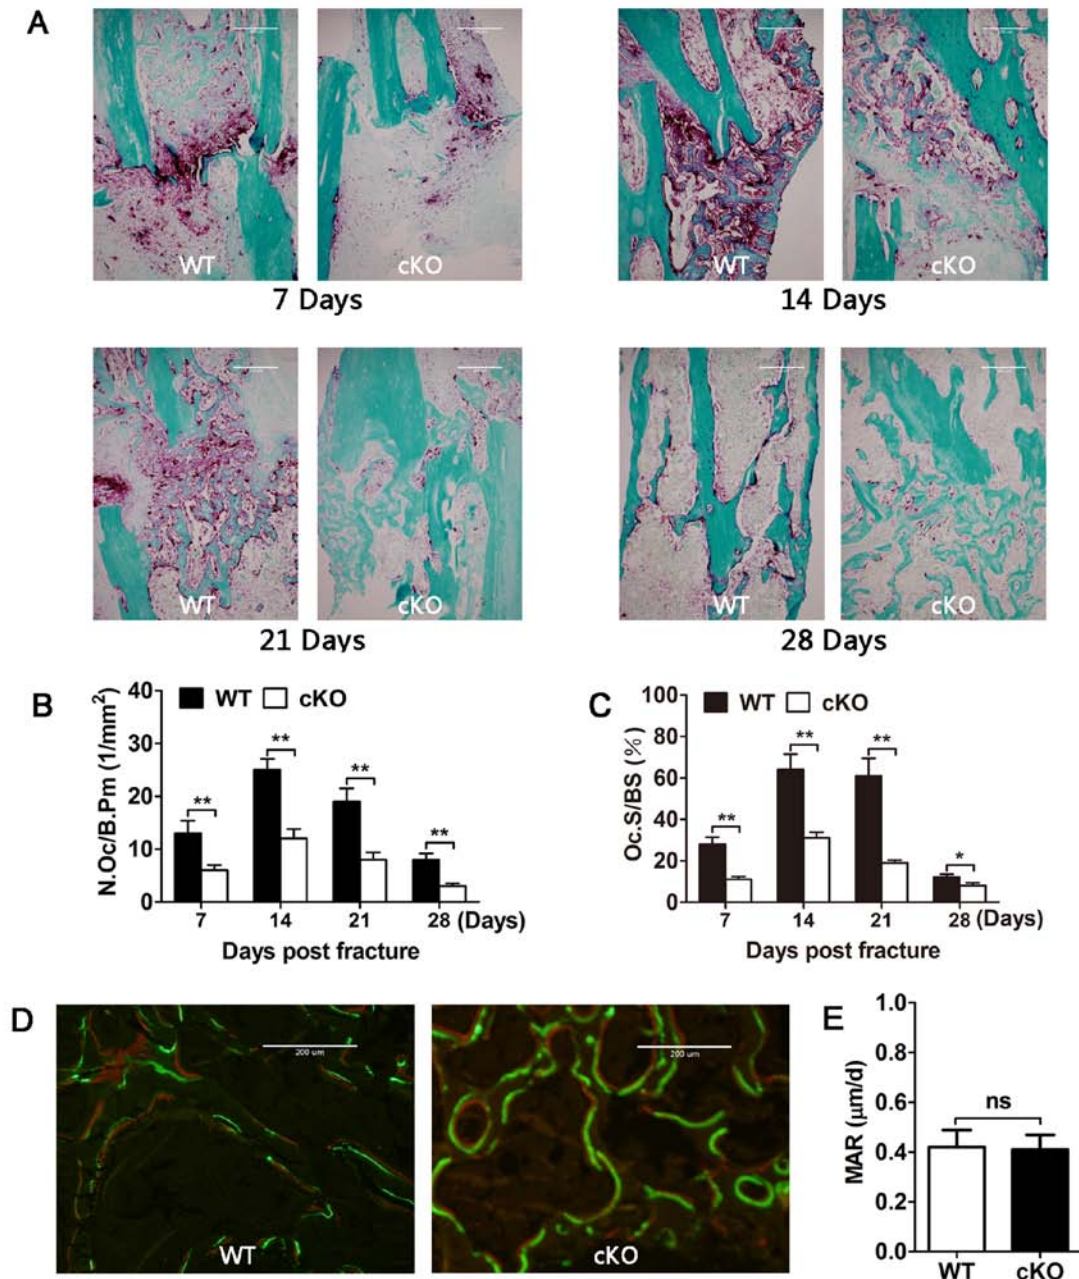 A
WT
cKO
7 Days
WT
cKO
14 Days
WT
cKO
21 Days
WT
cKO
28 Days
B
N.Oc/B.Pm (1/mm²)
40
30
20
10
0
WT cKO
**
**
**
**
7 14 21 28 (Days)
Days post fracture
C
Oc.S/BS (%)
100
80
60
40
20
0
WT cKO
**
**
**
*
7 14 21 28 (Days)
Days post fracture
D
200 um
WT
200 um
cKO
E
MAR (μm/d)
1.0
0.8
0.6
0.4
0.2
0.0
ns
WT cKO